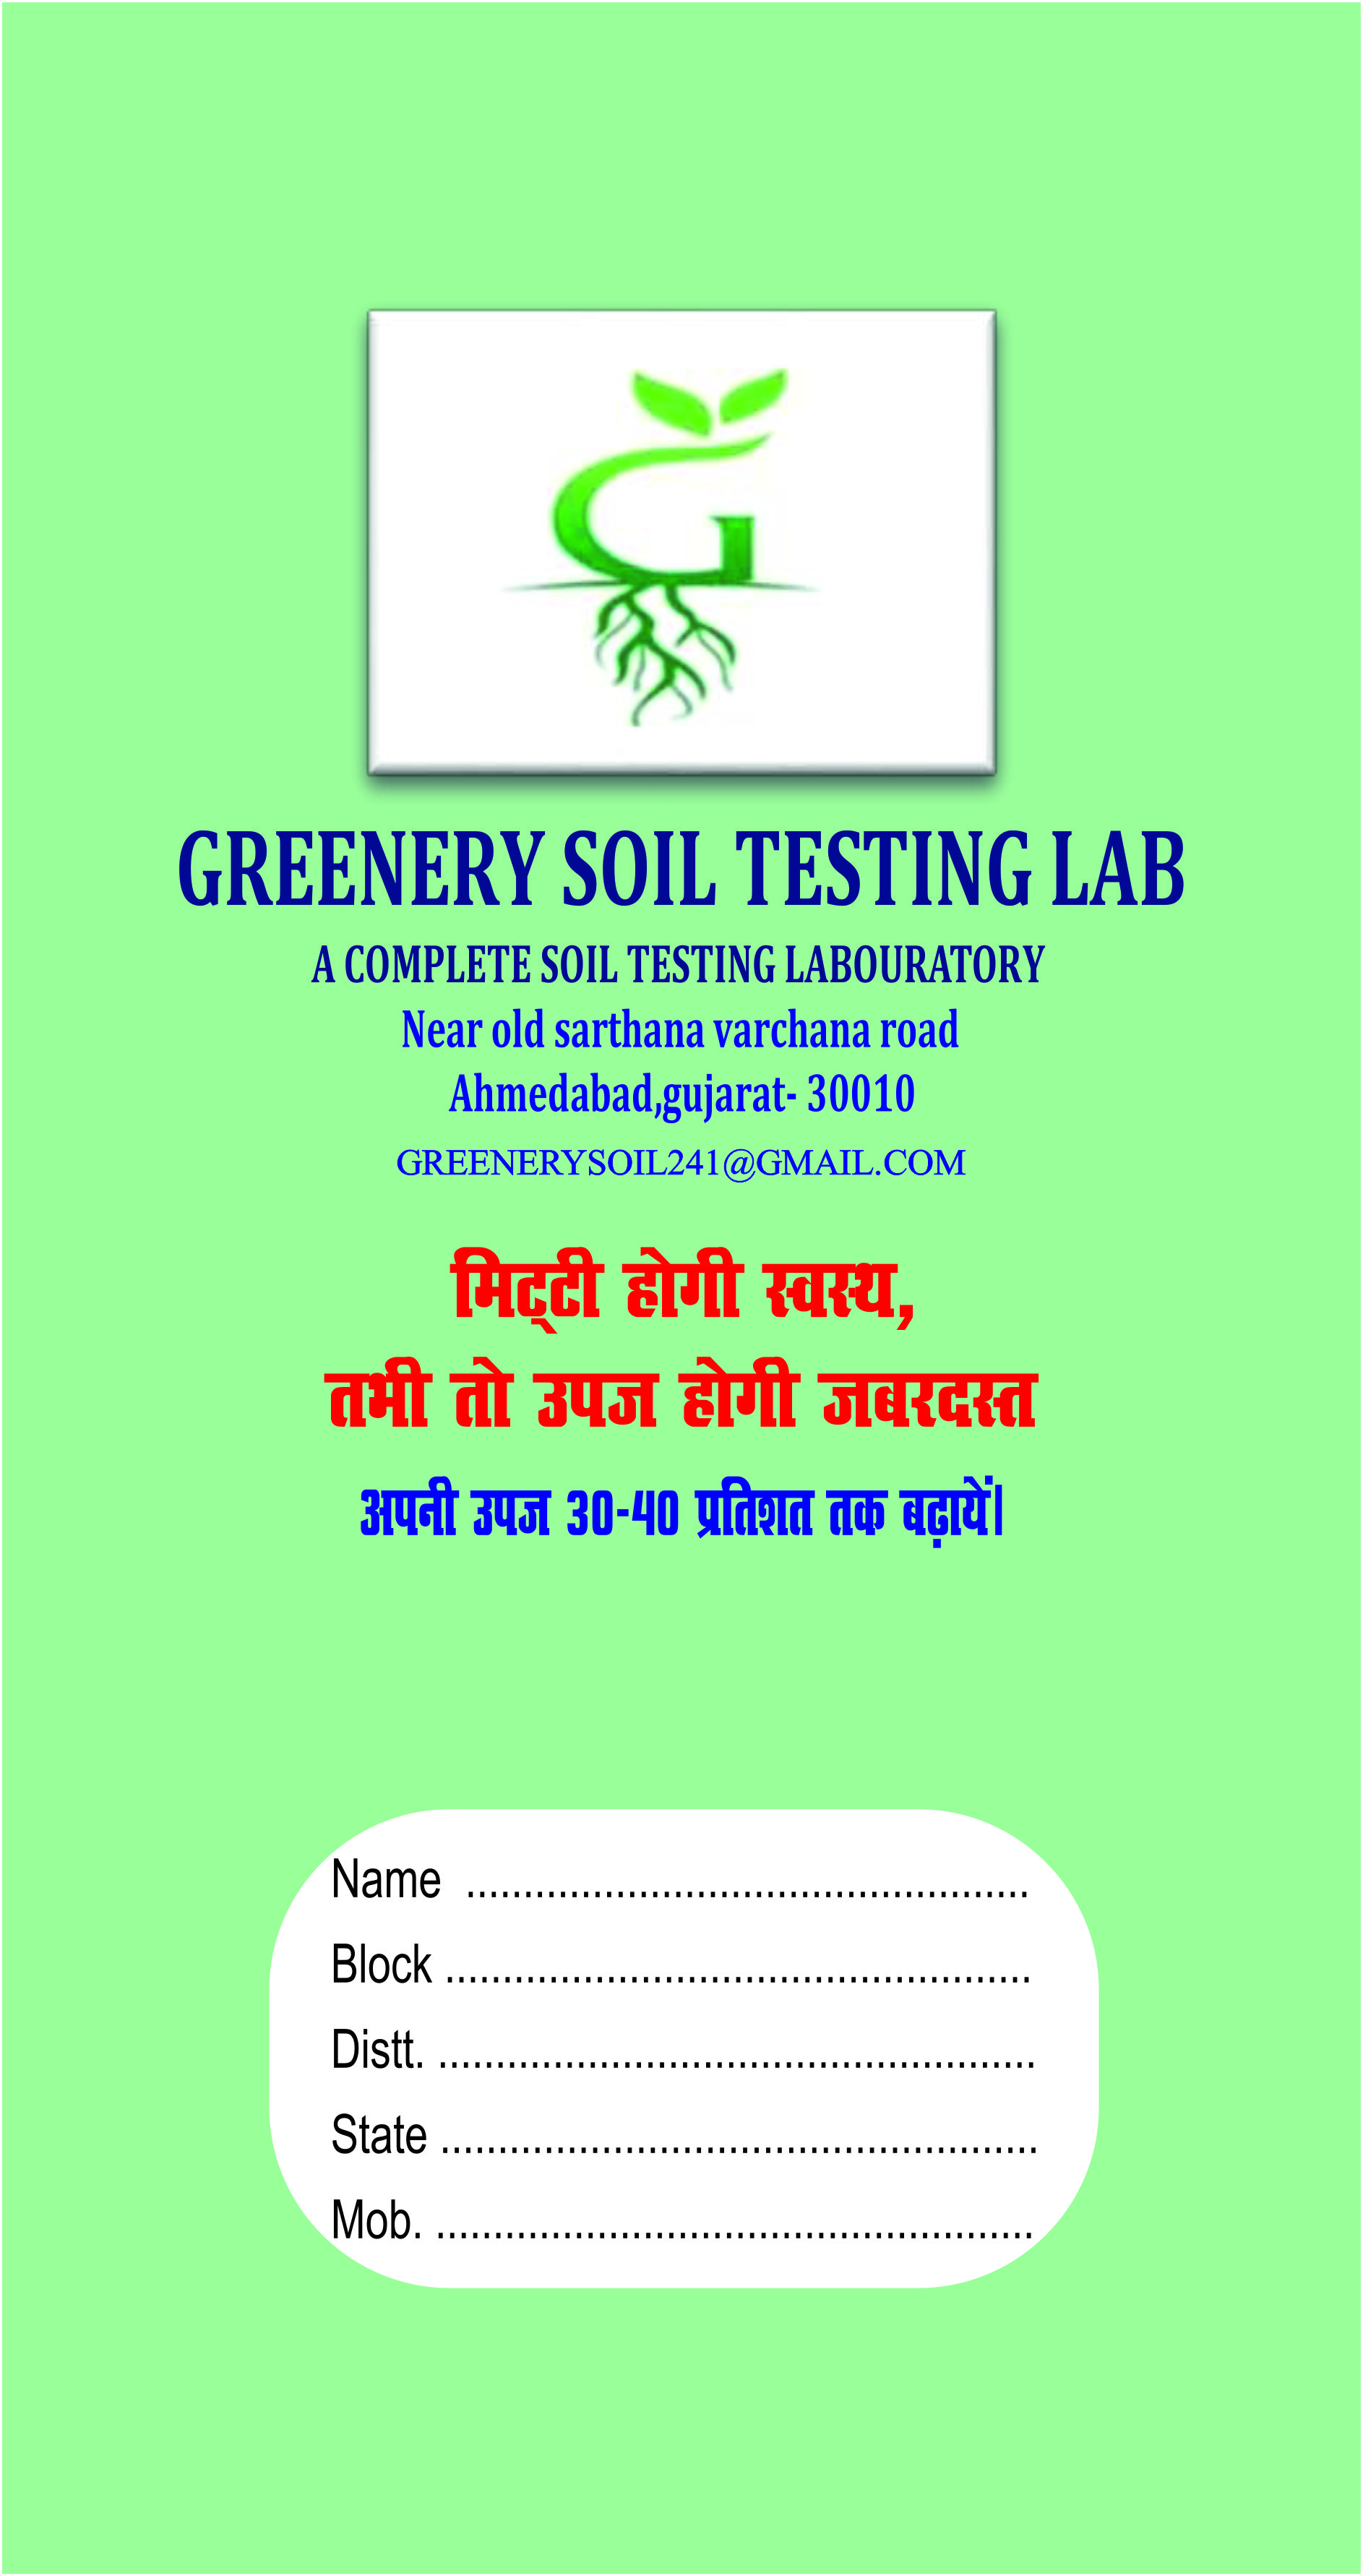 GREENERY SOIL TESTING LAB
A COMPLETE SOIL TESTING LABOURATORY
Near old sarthana varchana road
Ahmedabad,gujarat- 30010
GREENERYSOIL241@GMAIL.COM
मिट्टी होगी स्वस्थ,
तभी तो उपज होगी जबरदस्त
अपनी उपज 30-40 प्रतिशत तक बढ़ायें।
Name .................................................
Block ...................................................
Distt. ....................................................
State ....................................................
Mob. ....................................................